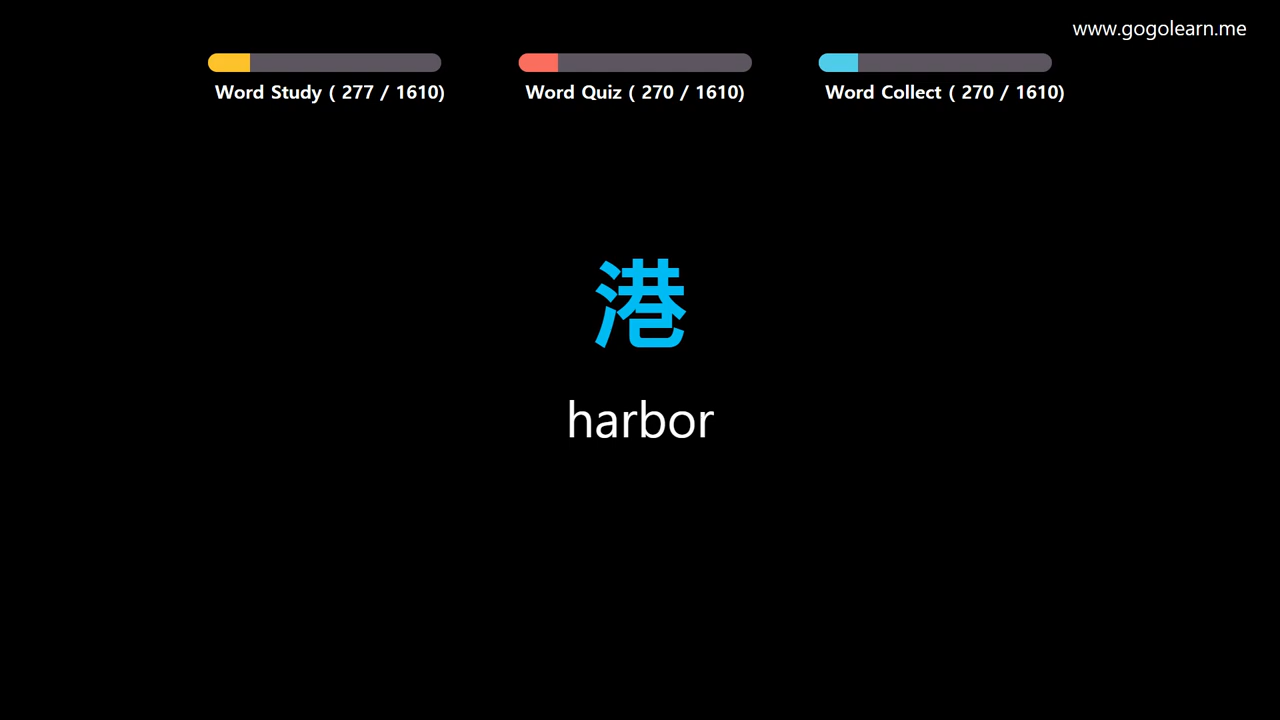 www.gogolearn.me
Word Study ( 277 / 1610)
Word Quiz ( 270 / 1610)
Word Collect ( 270 / 1610)
港
harbor